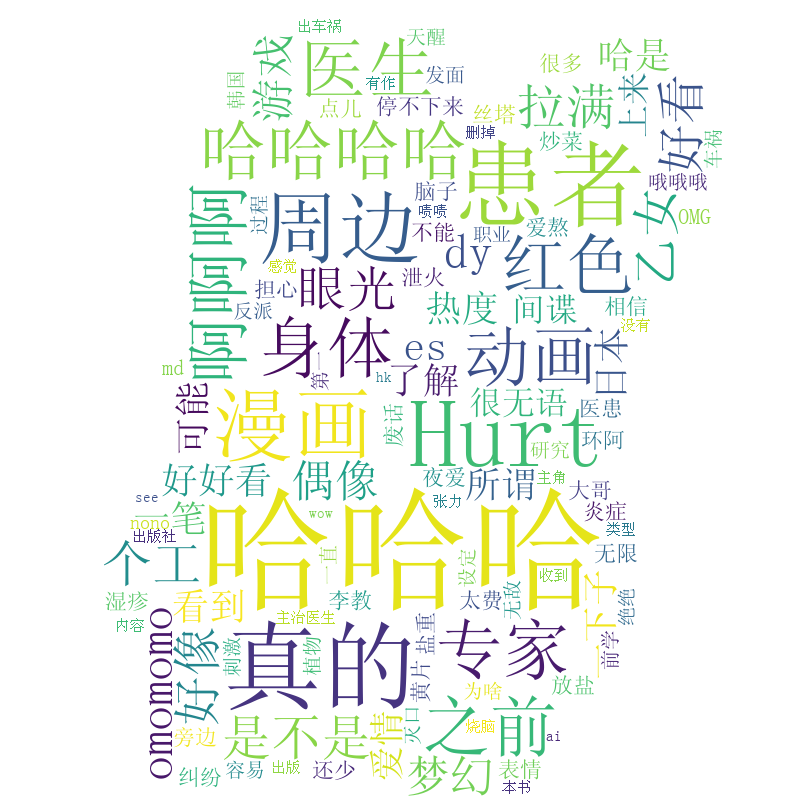 出车祸
天醒
很多
哈是
医生
游戏
有作
发面
韩国
点儿
停不下来
丝塔
拉满
上来
好看
删掉
炒菜
车祸
哈哈哈哈
患者
哦哦哦
啊啊啊
过程
脑子
啧啧
不能
职业
爱熬
乙女
OMG
周边
dy
红色
感觉
担心
眼光
泄火
热度
间谍
相信
反派
没有
身体
es
动画
日本
md
第一
hk
了解
可能
漫画
废话
很无语
医患
Hurt
研究
环阿
好好看
偶像
夜爱
所谓
主角
大哥
see
一笔
nono
wow
张力
炎症
类型
出版社
哈哈哈
个工
一直
设定
收到
无限
湿疹
看到
李教
太费
无敌
一下子
绝绝
内容
主治医生
omomomo
好像
真的
刺激
植物
黄片
盐重
专家
前学
旁边
是不是
爱情
灭口
为啥
放盐
之前
烧脑
ai
纠纷
容易
出版
还少
梦幻
表情
本书